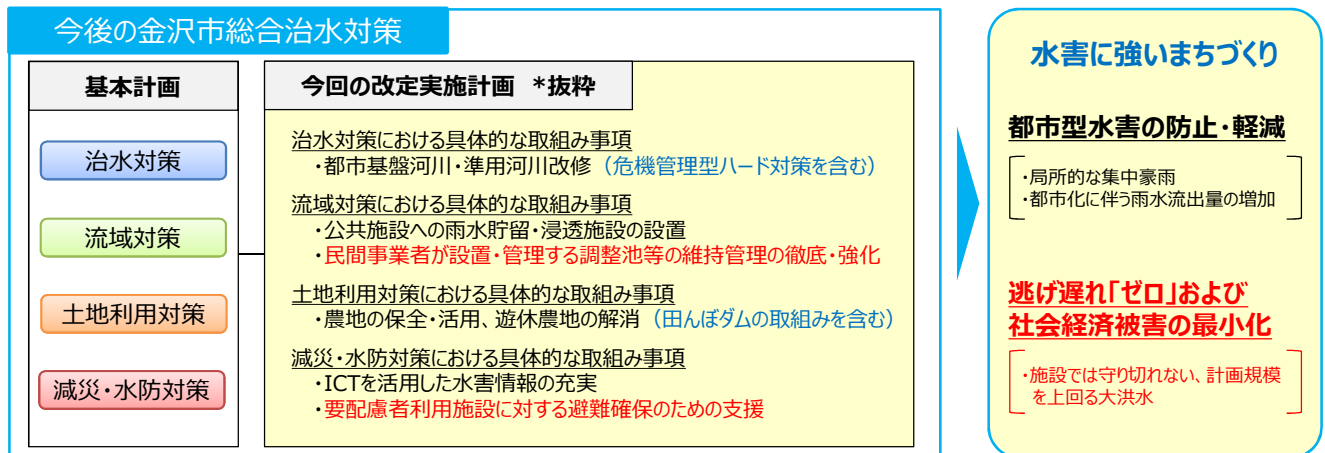 今後の金沢市総合治水対策
基本計画
治水対策
流域対策
土地利用対策
減災・水防対策
今回の改定実施計画 *抜粋
治水対策における具体的な取組み事項
・都市基盤河川・準用河川改修（危機管理型ハード対策を含む）
流域対策における具体的な取組み事項
・公共施設への雨水貯留・浸透施設の設置
・民間事業者が設置・管理する調整池等の維持管理の徹底・強化
土地利用対策における具体的な取組み事項
・農地の保全・活用、遊休農地の解消（田んぼダムの取組みを含む）
減災・水防対策における具体的な取組み事項
・ICTを活用した水害情報の充実
・要配慮者利用施設に対する避難確保のための支援
水害に強いまちづくり
都市型水害の防止・軽減
・局所的な集中豪雨
・都市化に伴う雨水流出量の増加
逃げ遅れ「ゼロ」および
社会経済被害の最小化
・施設では守り切れない、計画規模
を上回る大洪水